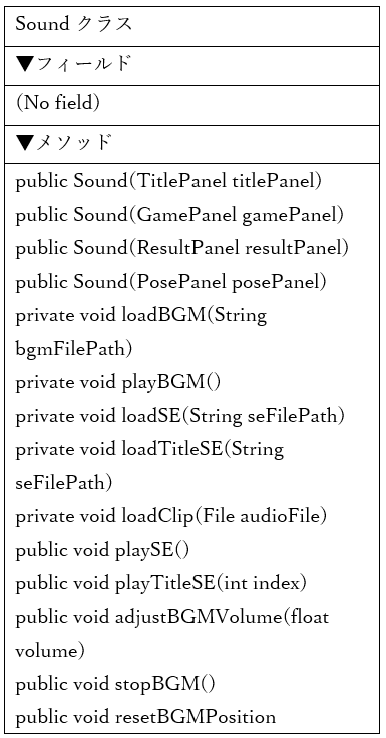 Sound クラス
▼フィールド
(No field)
▼メソッド
public Sound(TitlePanel titlePanel)
public Sound(GamePanel gamePanel)
public Sound(ResultPanel resultPanel)
public Sound(PosePanel posePanel)
private void loadBGM(String
bgmFilePath)
private void playBGM()
private void loadSE(String seFilePath)
private void loadTitleSE(String
seFilePath)
private void loadClip(File audioFile)
public void playSE()
public void playTitleSE(int index)
public void adjustBGMVolume(float
volume)
public void stopBGM()
public void resetBGMPosition